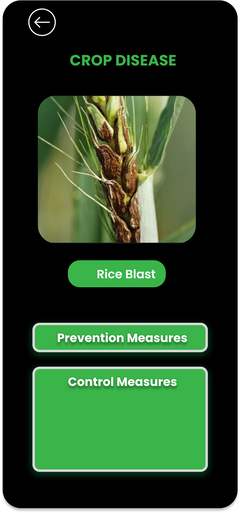 CROP DISEASE
Rice Blast
Prevention Measures
Control Measures